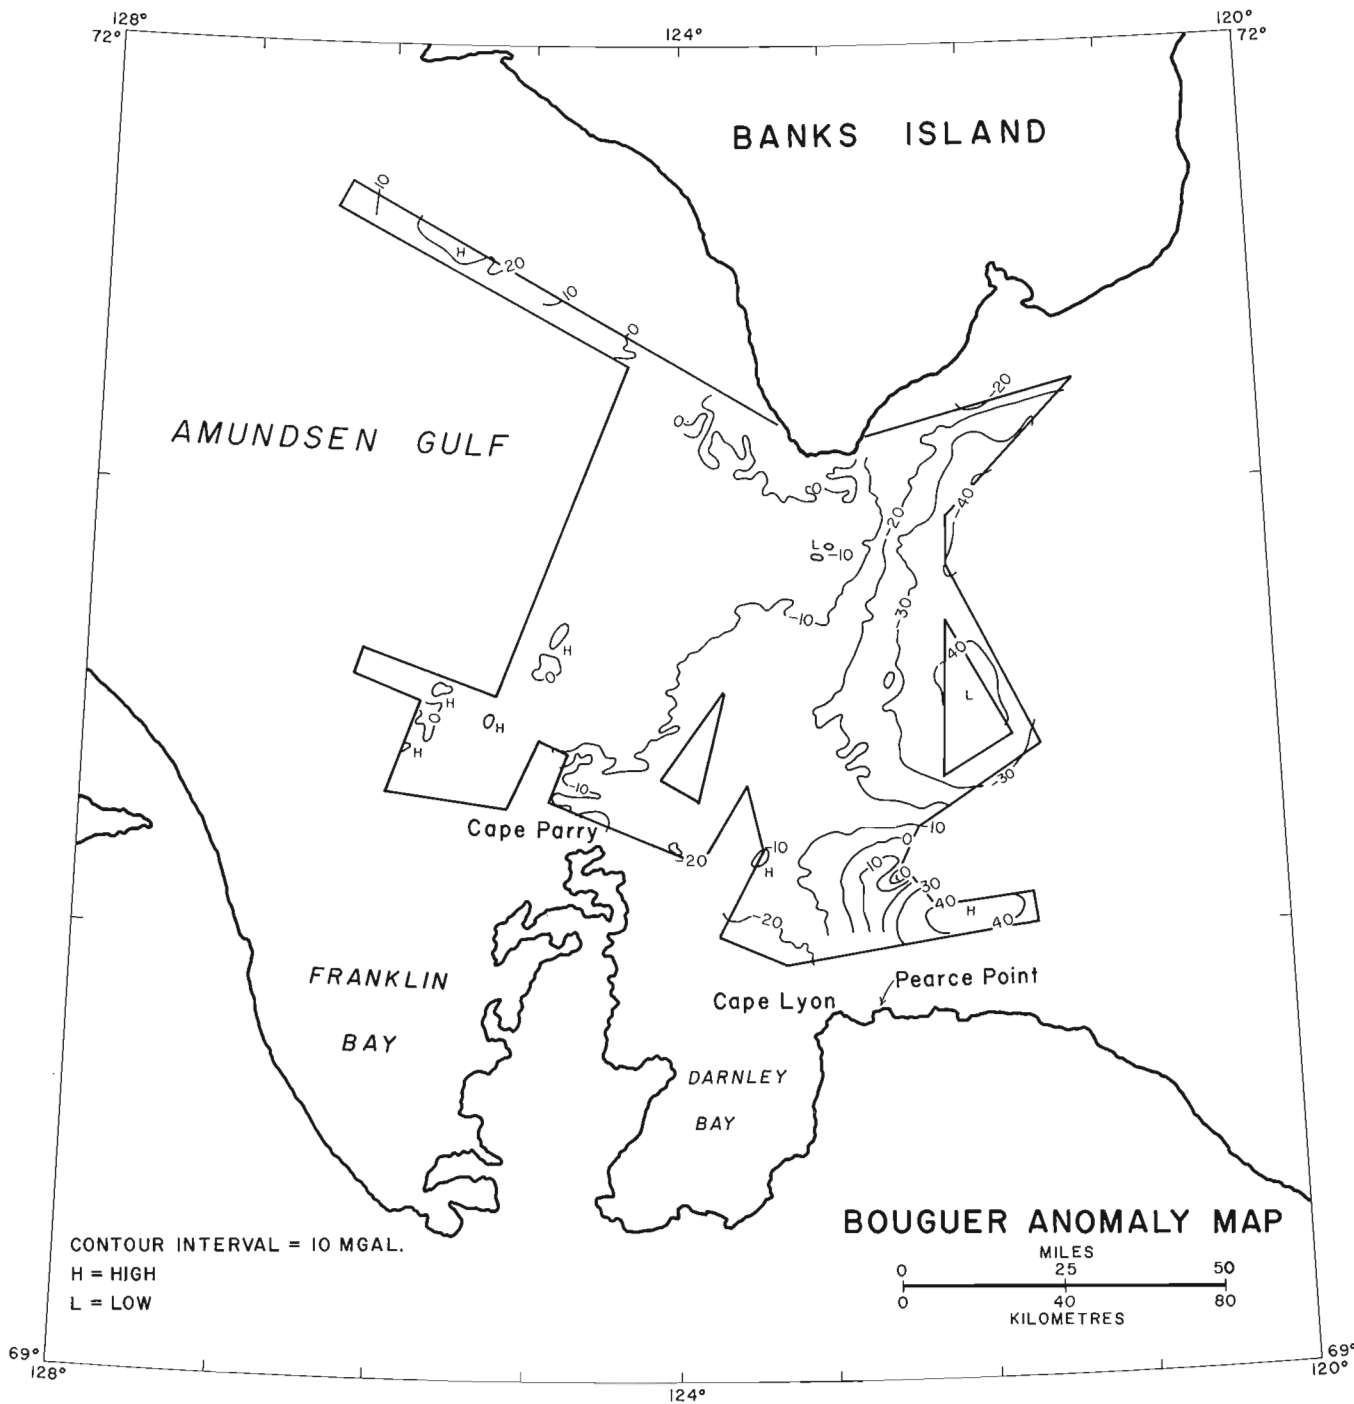 128°
72°
124°
120°
72°
BANKS ISLAND
10
H
20
10
0
-20
AMUNDSEN GULF
0
0
-40
-20
L
-10
-10
-30
H
0
-40
H
0
H
L
H
-10
-30
Cape Parry
-20
-10
H
-10
0
10
30
40
H
40
-20
FRANKLIN
BAY
Cape Lyon
Pearce Point
DARNLEY
BAY
BOUGUER ANOMALY MAP
CONTOUR INTERVAL = 10 MGAL.
H = HIGH
L = LOW
MILES
0 25 50
0 40 80
KILOMETRES
69°
128°
124°
69°
120°